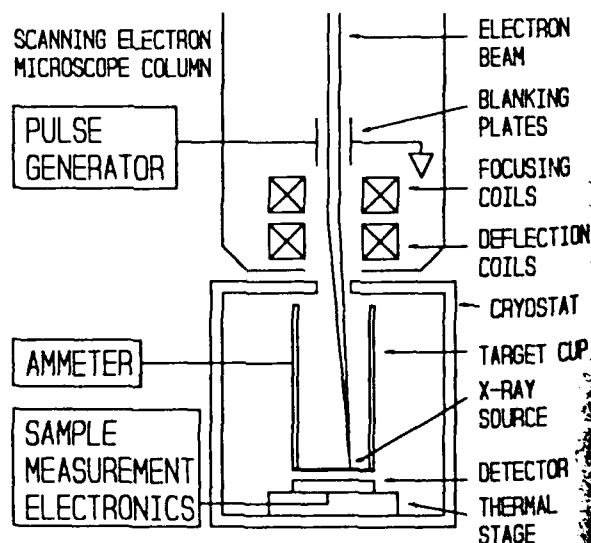 SCANNING ELECTRON
MICROSCOPE COLUMN
PULSE
GENERATOR
AMMETER
SAMPLE
MEASUREMENT
ELECTRONICS
ELECTRON
BEAM
BLANKING
PLATES
FOCUSING
COILS
DEFLECTION
COILS
CRYOSTAT
TARGET CUP
X-RAY
SOURCE
DETECTOR
THERMAL
STAGE